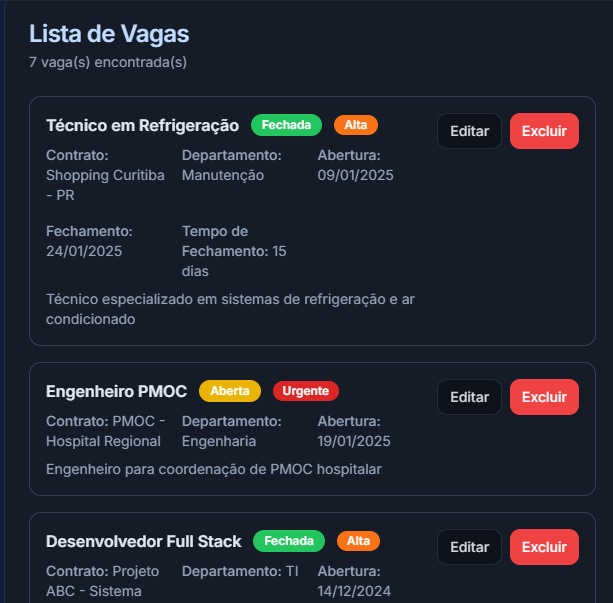 Lista de Vagas
7 vaga(s) encontrada(s)
Técnico em Refrigeração Fechada Alta Editar Excluir
Contrato: Departamento: Abertura:
Shopping Curitiba Manutenção 09/01/2025
- PR
Fechamento: Tempo de
24/01/2025 Fechamento: 15
dias
Técnico especializado em sistemas de refrigeração e ar
condicionado
Engenheiro PMOC Aberta Urgente Editar Excluir
Contrato: PMOC - Departamento: Abertura:
Hospital Regional Engenharia 19/01/2025
Engenheiro para coordenação de PMOC hospitalar
Desenvolvedor Full Stack Fechada Alta Editar Excluir
Contrato: Projeto Departamento: TI Abertura:
ABC - Sistema 14/12/2024